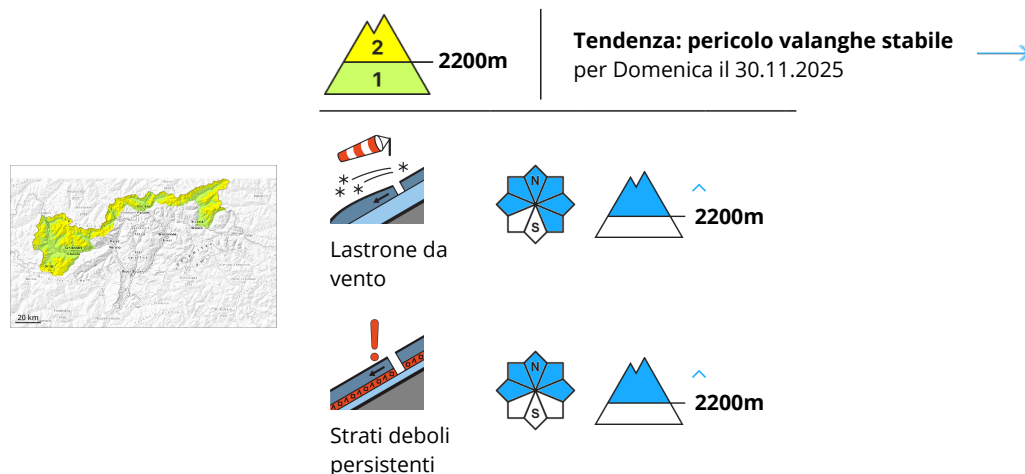 2
1
2200m
Tendenza: pericolo valanghe stabile
per Domenica il 30.11.2025
N
S
2200m
Lastrone da
vento
20 km
N
S
2200m
Strati deboli
persistenti